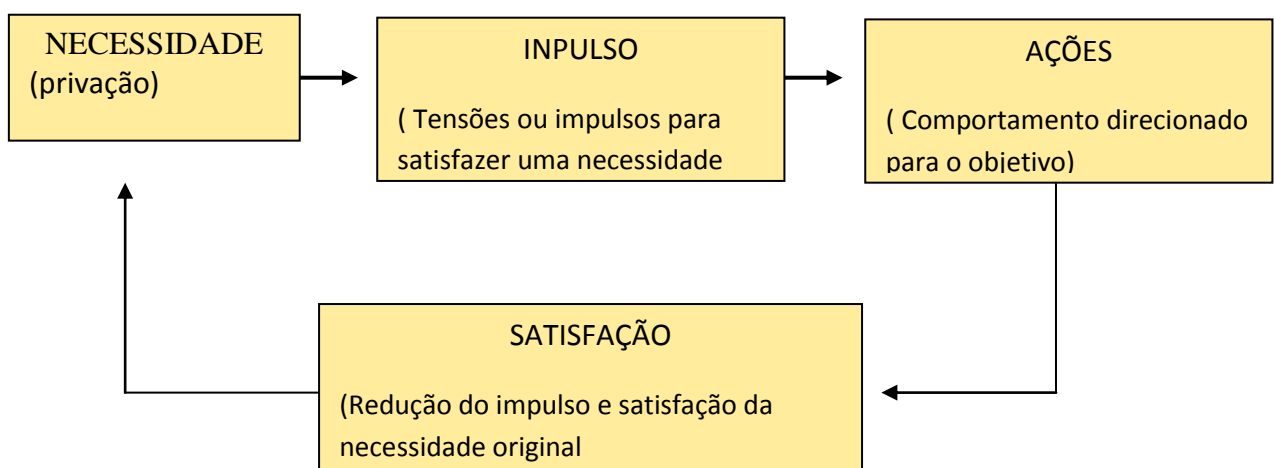 NECESSIDADE
(privação)
INPULSO
( Tensões ou impulsos para
satisfazer uma necessidade
AÇÕES
( Comportamento direcionado
para o objetivo)
SATISFAÇÃO
(Redução do impulso e satisfação da
necessidade original